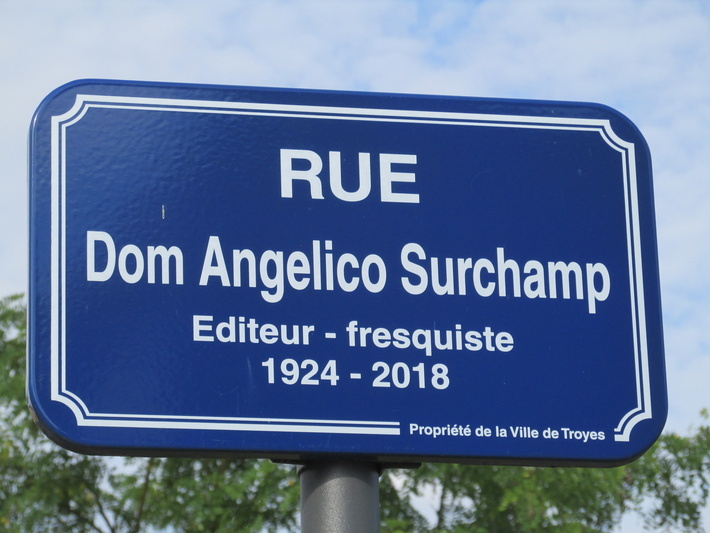 RUE
Dom Angelico Surchamp
Editeur - fresquiste
1924 - 2018
Propriété de la Ville de Troyes